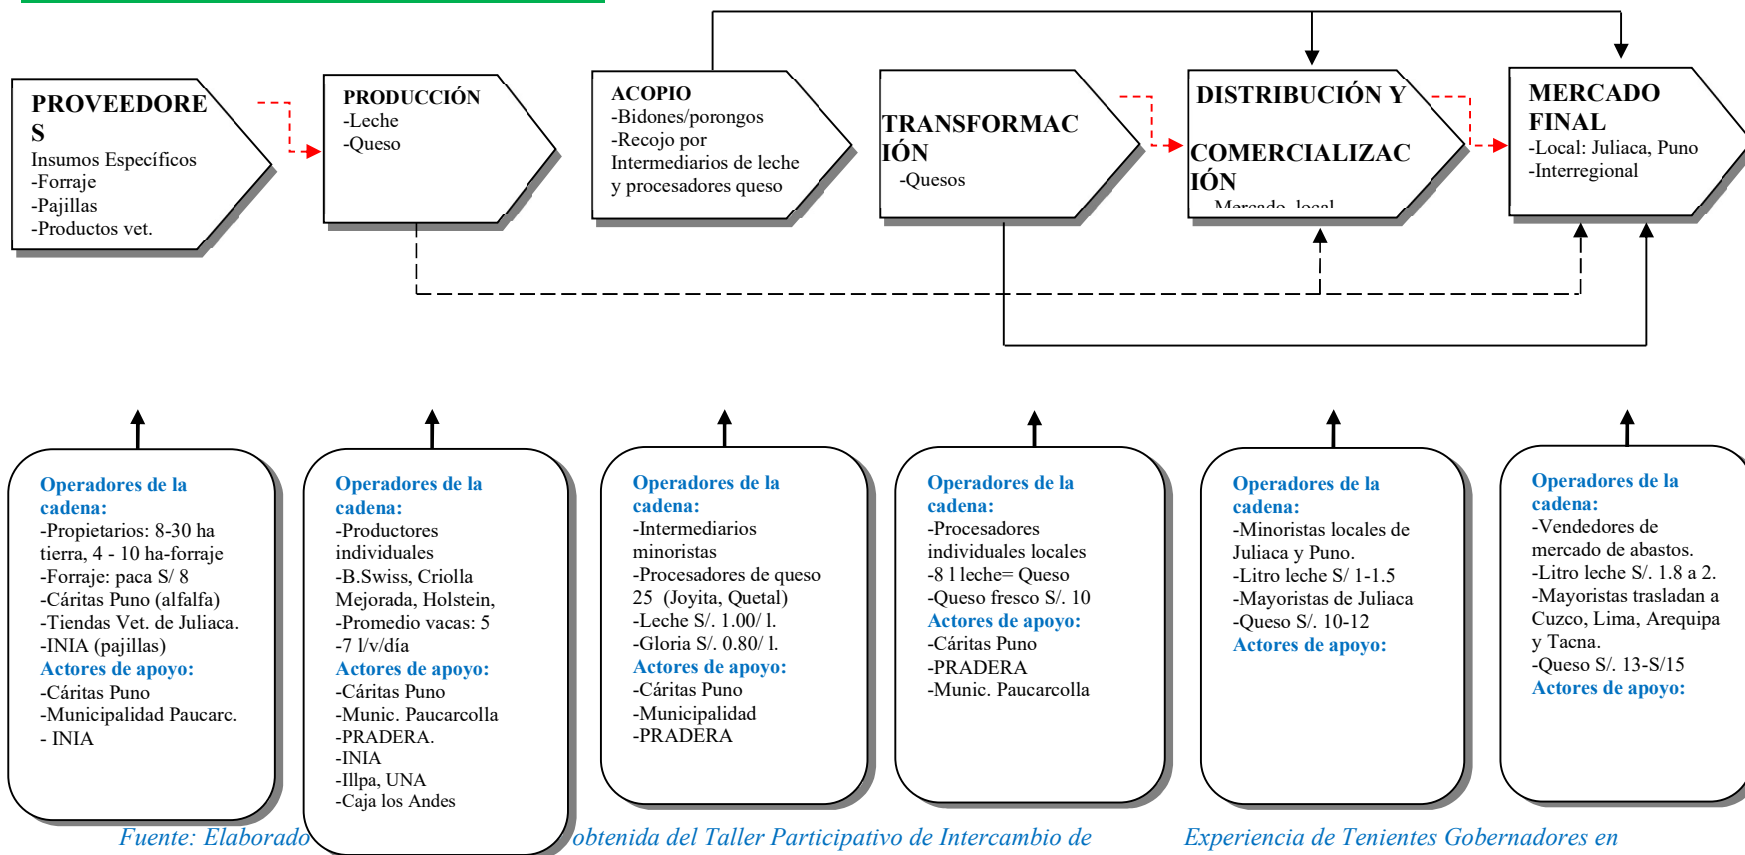 PROVEEDORE
S
Insumos Específicos
-Forraje
-Pajillas
-Productos vet.
PRODUCCIÓN
-Leche
-Queso
ACOPIO
-Bidones/porongos
-Recojo por
Intermediarios de leche
y procesadores queso
TRANSFORMAC
IÓN
-Quesos
DISTRIBUCIÓN Y
COMERCIALIZAC
IÓN
Mercado local
MERCADO
FINAL
-Local: Juliaca, Puno
-Interregional
Operadores de la
cadena:
-Propietarios: 8-30 ha
tierra, 4 - 10 ha-forraje
-Forraje: paca S/ 8
-Cáritas Puno (alfalfa)
-Tiendas Vet. de Juliaca.
-INIA (pajillas)
Actores de apoyo:
-Cáritas Puno
-Municipalidad Paucarc.
- INIA
Operadores de la
cadena:
-Productores
individuales
-B.Swiss, Criolla
Mejorada, Holstein,
-Promedio vacas: 5
-7 l/v/día
Actores de apoyo:
-Cáritas Puno
-Munic. Paucarcolla
-PRADERA.
-INIA
-Illpa, UNA
-Caja los Andes
Operadores de la
cadena:
-Intermediarios
minoristas
-Procesadores de queso
25 (Joyita, Quetal)
-Leche S/. 1.00/ l.
-Gloria S/. 0.80/ l.
Actores de apoyo:
-Cáritas Puno
-Municipalidad
-PRADERA
Operadores de la
cadena:
-Procesadores
individuales locales
-8 l leche= Queso
-Queso fresco S/. 10
Actores de apoyo:
-Cáritas Puno
-PRADERA
-Munic. Paucarcolla
Operadores de la
cadena:
-Minoristas locales de
Juliaca y Puno.
-Litro leche S/ 1-1.5
-Mayoristas de Juliaca
-Queso S/. 10-12
Actores de apoyo:
Operadores de la
cadena:
-Vendedores de
mercado de abastos.
-Litro leche S/. 1.8 a 2.
-Mayoristas trasladan a
Cuzco, Lima, Arequipa
y Tacna.
-Queso S/. 13-S/15
Actores de apoyo:
Fuente: Elaborado obtenida del Taller Participativo de Intercambio de Experiencia de Tenientes Gobernadores en